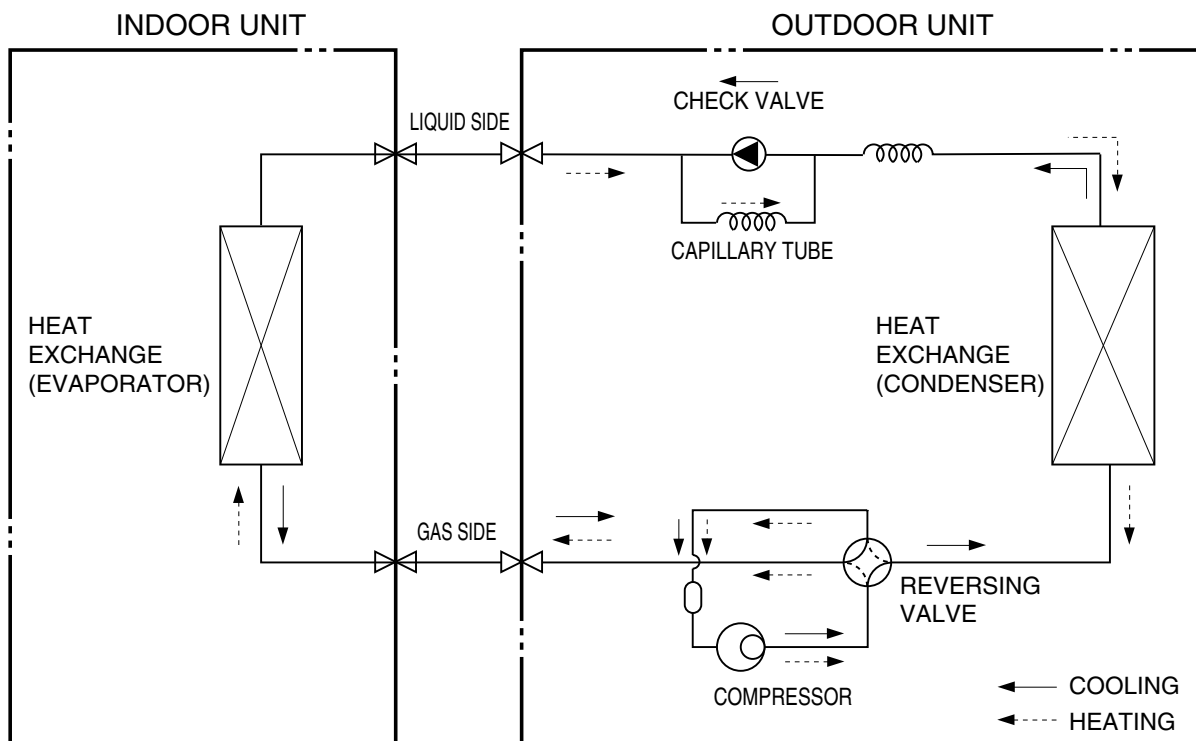 INDOOR UNIT
OUTDOOR UNIT
CHECK VALVE
LIQUID SIDE
CAPILLARY TUBE
HEAT
EXCHANGE
(EVAPORATOR)
HEAT
EXCHANGE
(CONDENSER)
GAS SIDE
REVERSING
VALVE
COMPRESSOR
COOLING
HEATING